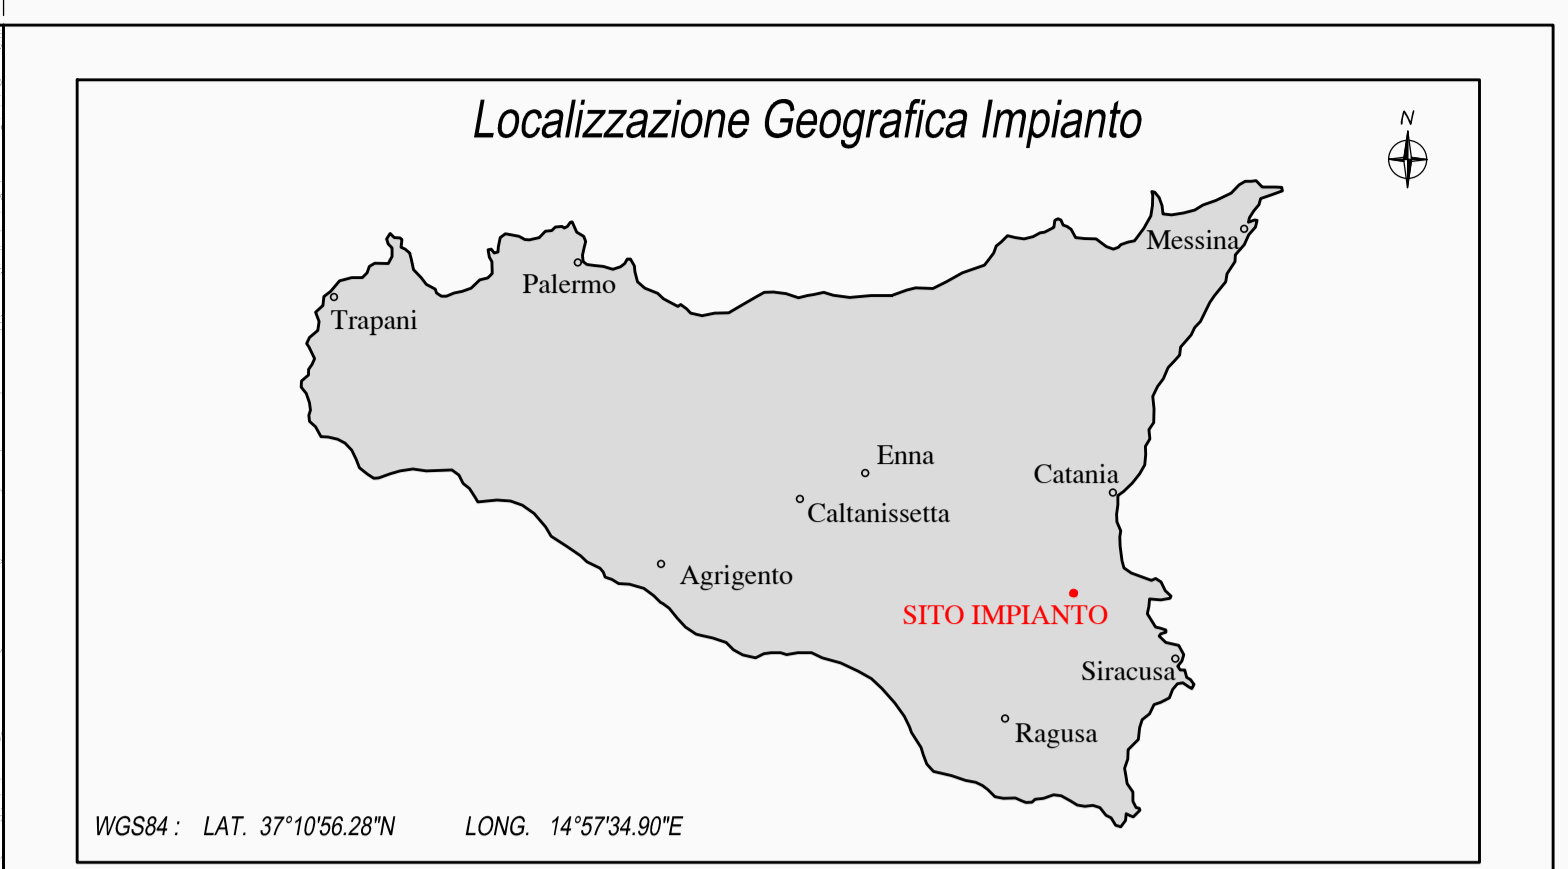 Localizzazione Geografica Impianto
N
Messina
Palermo
Trapani
Enna
Catania
Caltanissetta
Agrigento
SITO IMPIANTO
Siracusa
Ragusa
WGS84 : LAT. 37°10'56.28"N LONG. 14°57'34.90"E